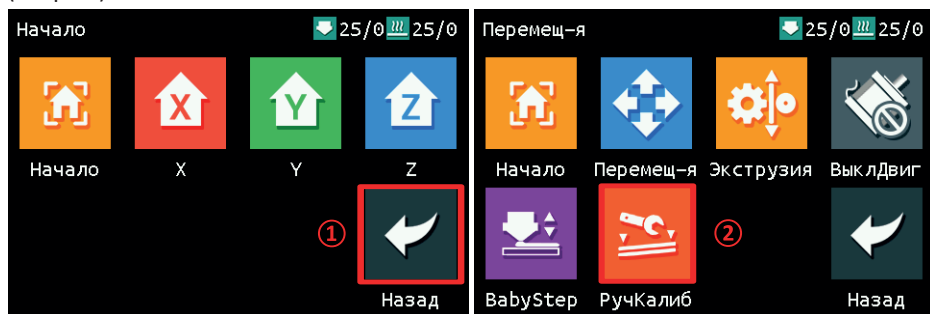 Начало 25/0 25/0
X Y Z
Начало X Y Z
①
Назад
Перемещ-я 25/0 25/0
Начало Перемещ-я Экструзия ВыклДвиг
②
BabyStep РучКалиб Назад